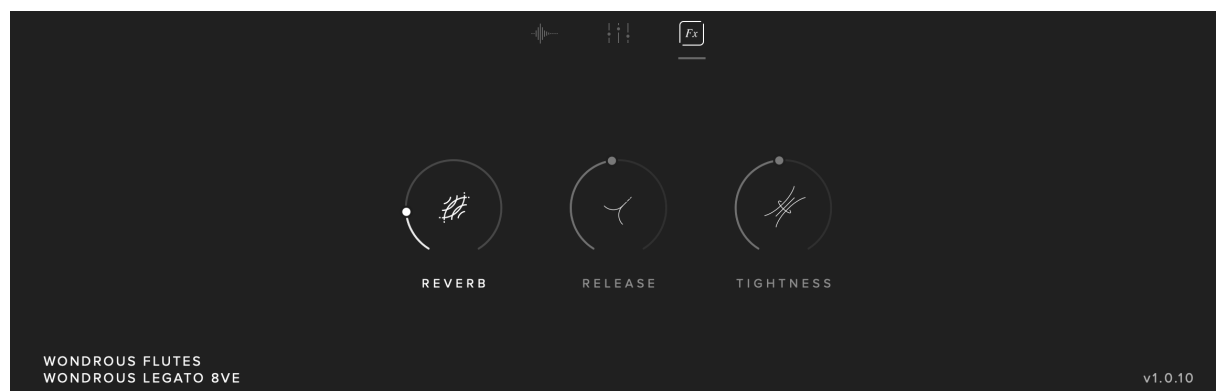 Fx
REVERB
RELEASE
TIGHTNESS
WONDROUS FLUTES
WONDROUS LEGATO 8VE
v1.0.10